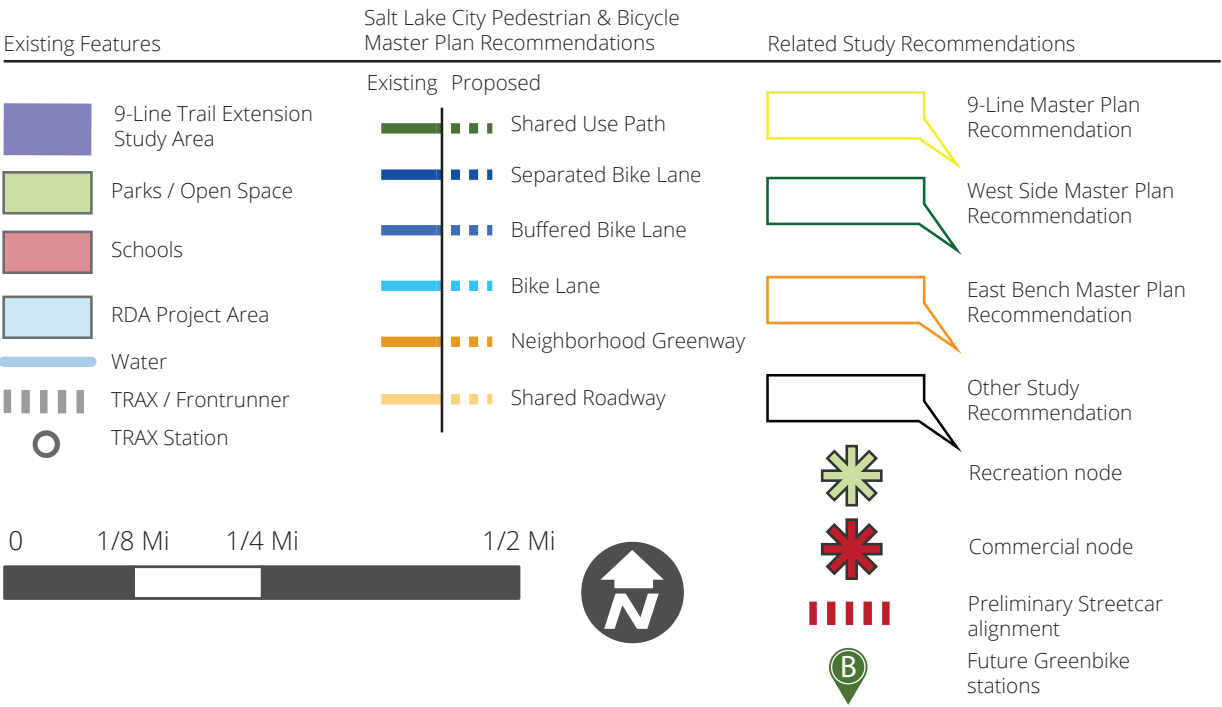 Existing Features
9-Line Trail Extension
Study Area
Parks / Open Space
Schools
RDA Project Area
Water
TRAX / Frontrunner
TRAX Station
Salt Lake City Pedestrian & Bicycle
Master Plan Recommendations
Existing Proposed
Shared Use Path
Separated Bike Lane
Buffered Bike Lane
Bike Lane
Neighborhood Greenway
Shared Roadway
Related Study Recommendations
9-Line Master Plan
Recommendation
West Side Master Plan
Recommendation
East Bench Master Plan
Recommendation
Other Study
Recommendation
Recreation node
Commercial node
Preliminary Streetcar
alignment
B
Future Greenbike
stations
0 1/8 Mi 1/4 Mi 1/2 Mi
N